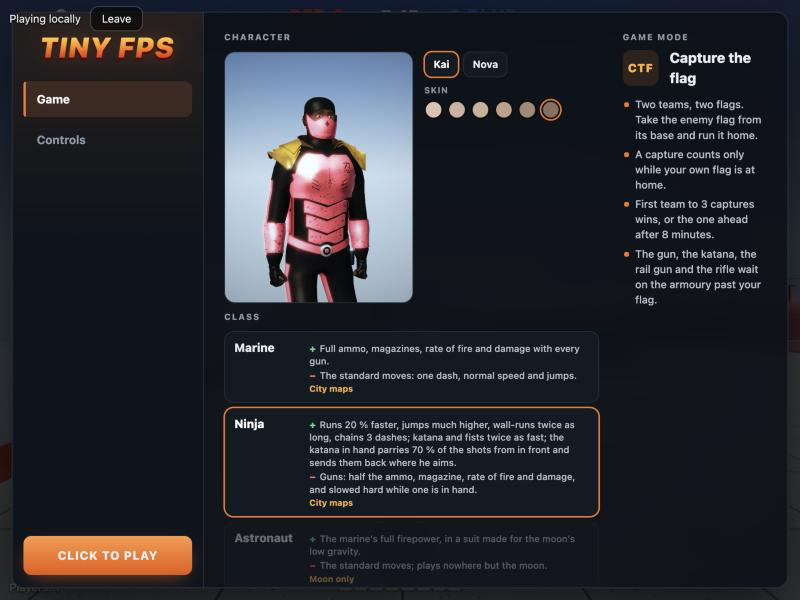 Playing locally
Leave
TINY FPS
Game
Controls
CLICK TO PLAY
CHARACTER
Kai
Nova
SKIN
CLASS
Marine
+ Full ammo, magazines, rate of fire and damage with every
gun.
− The standard moves: one dash, normal speed and jumps.
City maps
Ninja
+ Runs 20 % faster, jumps much higher, wall-runs twice as
long, chains 3 dashes; katana and fists twice as fast; the
katana in hand parries 70 % of the shots from in front and
sends them back where he aims.
− Guns: half the ammo, magazine, rate of fire and damage,
and slowed hard while one is in hand.
City maps
Astronaut
+ The marine's full firepower, in a suit made for the moon's
low gravity.
− The standard moves; plays nowhere but the moon.
Moon only
GAME MODE
CTF
Capture the
flag
Two teams, two flags.
Take the enemy flag from
its base and run it home.
A capture counts only
while your own flag is at
home.
First team to 3 captures
wins, or the one ahead
after 8 minutes.
The gun, the katana, the
rail gun and the rifle wait
on the armoury past your
flag.